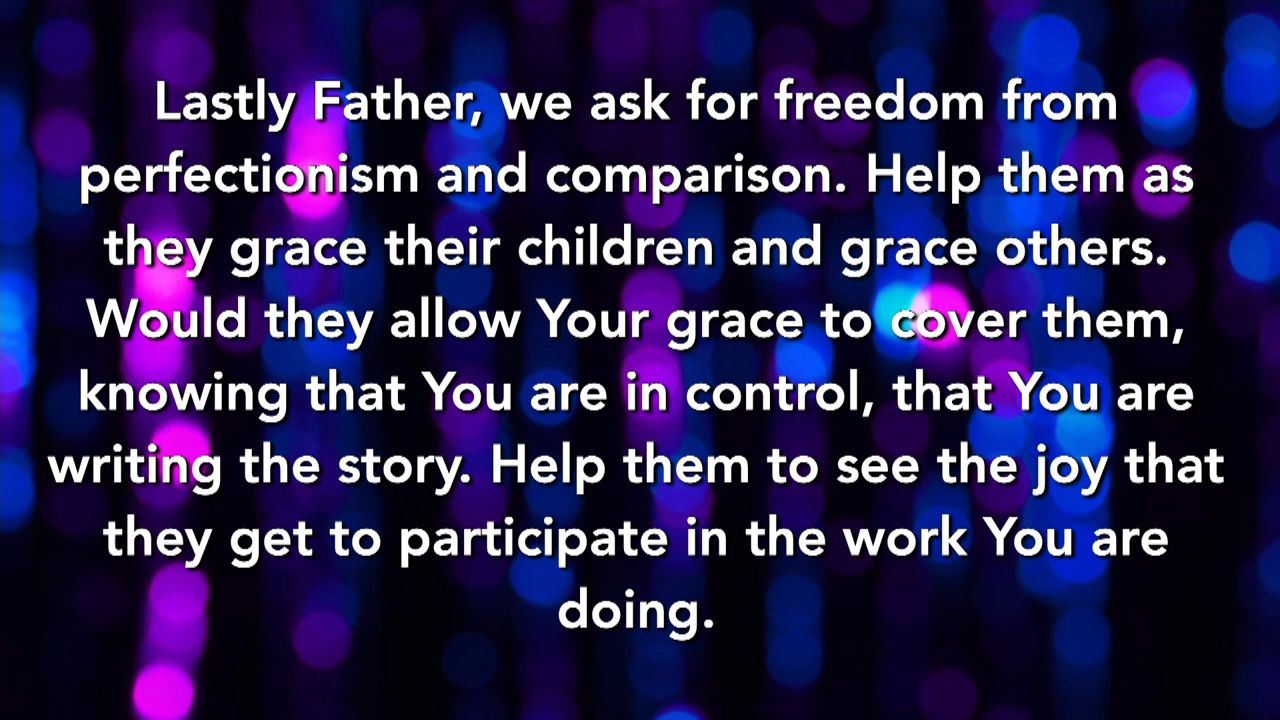 Lastly Father, we ask for freedom from
perfectionism and comparison. Help them as
they grace their children and grace others.
Would they allow Your grace to cover them,
knowing that You are in control, that You are
writing the story. Help them to see the joy that
they get to participate in the work You are
doing.